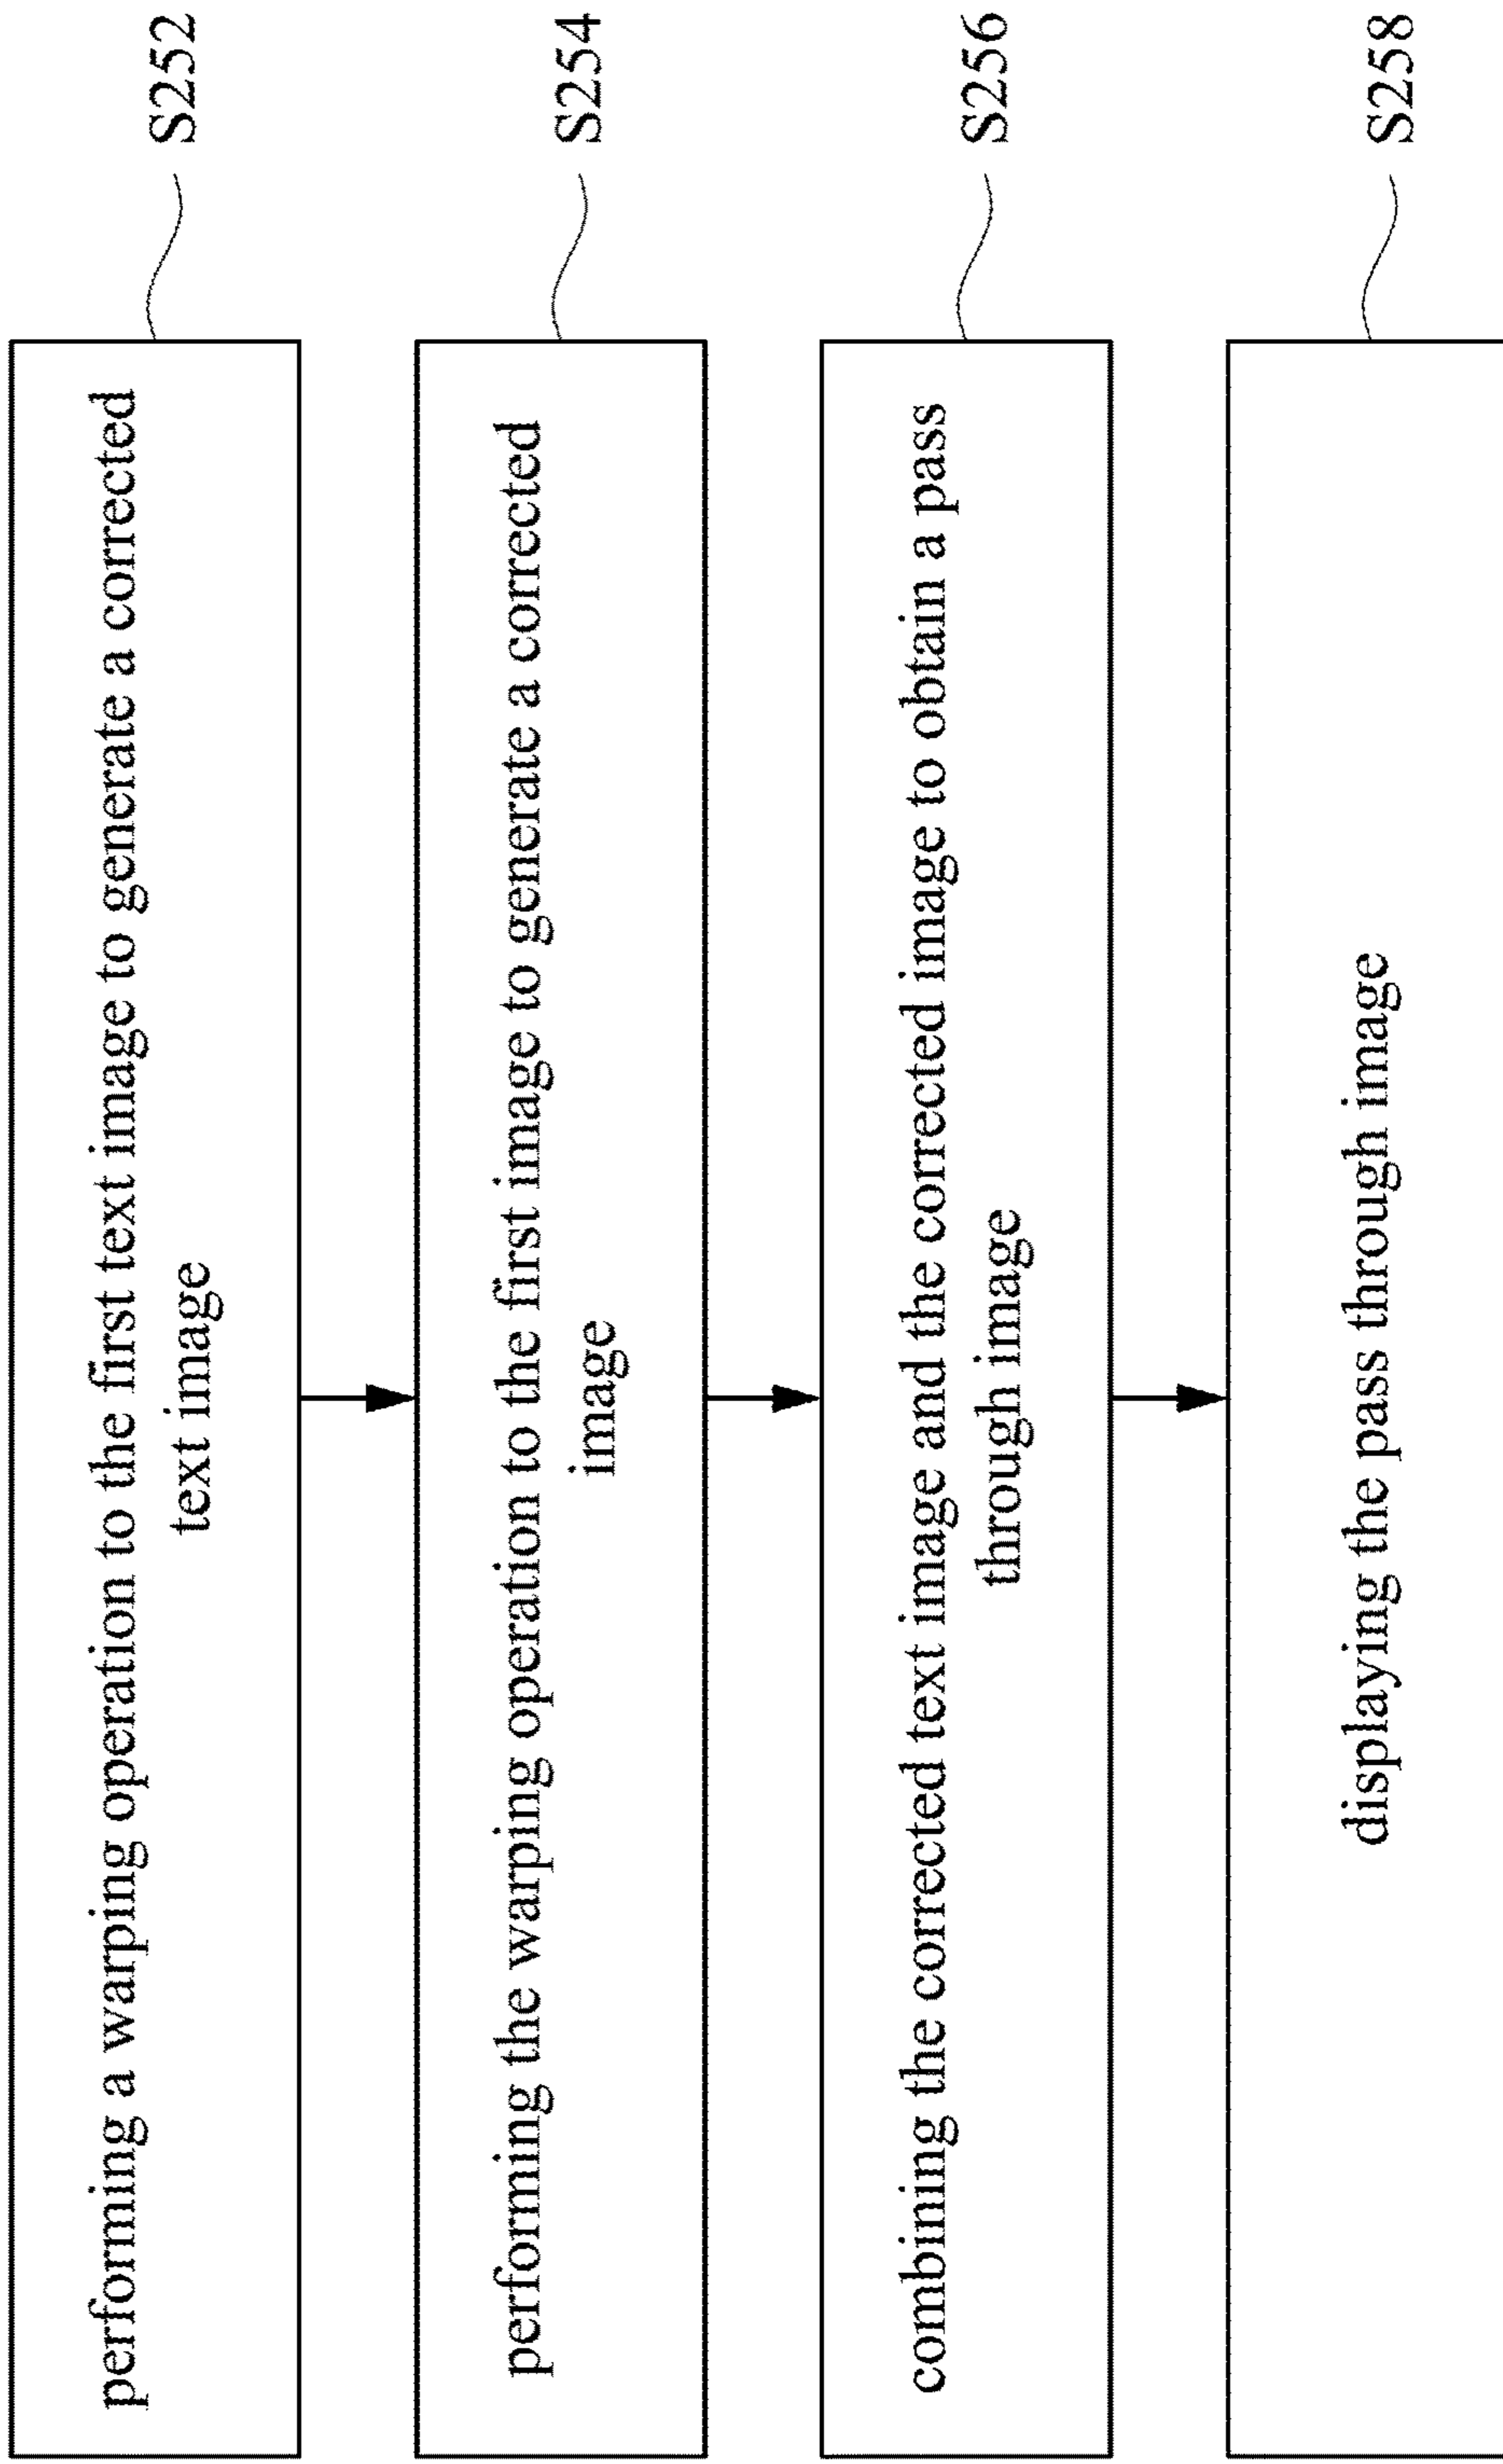 performing a warping operation to the first text image to generate a corrected
text image
S252
performing the warping operation to the first image to generate a corrected
image
S254
combining the corrected text image and the corrected image to obtain a pass
through image
S256
displaying the pass through image
S258